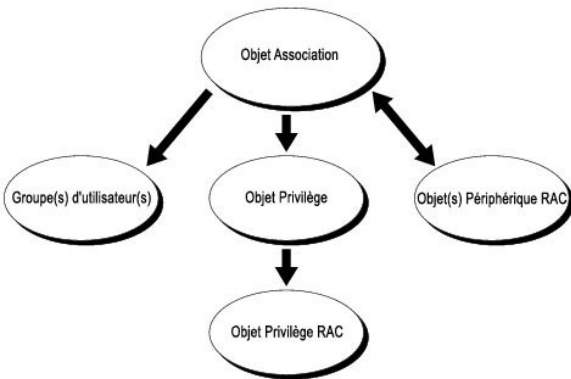 Objet Association
Groupe(s) d'utilisateur(s)
Objet Privilège
Objet(s) Périphérique RAC
Objet Privilège RAC